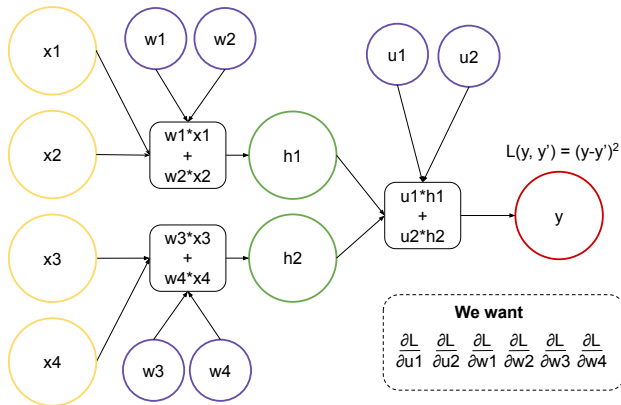 x1
w1
w2
w1*x1
+
w2*x2
x2
h1
u1
u2
L(y, y') = (y-y')²
u1*h1
+
u2*h2
y
x3
w3*x3
+
w4*x4
h2
x4
w3
w4
We want
∂L/∂u1 ∂L/∂u2 ∂L/∂w1 ∂L/∂w2 ∂L/∂w3 ∂L/∂w4